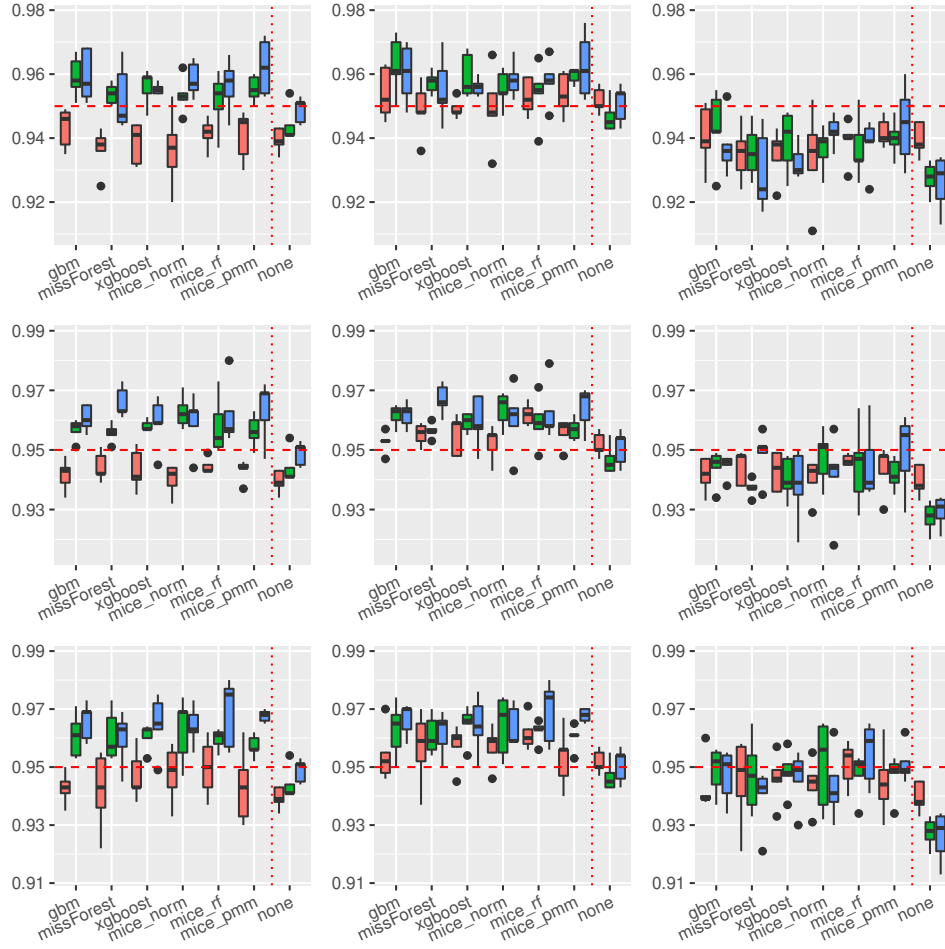 0.98
0.96
0.94
0.92
gbm
missForest
xgboost
mice_norm
mice_rf
mice_pmm
none
0.98
0.96
0.94
0.92
gbm
missForest
xgboost
mice_norm
mice_rf
mice_pmm
none
0.98
0.96
0.94
0.92
gbm
missForest
xgboost
mice_norm
mice_rf
mice_pmm
none
0.99
0.97
0.95
0.93
gbm
missForest
xgboost
mice_norm
mice_rf
mice_pmm
none
0.99
0.97
0.95
0.93
gbm
missForest
xgboost
mice_norm
mice_rf
mice_pmm
none
0.99
0.97
0.95
0.93
gbm
missForest
xgboost
mice_norm
mice_rf
mice_pmm
none
0.99
0.97
0.95
0.93
0.91
gbm
missForest
xgboost
mice_norm
mice_rf
mice_pmm
none
0.99
0.97
0.95
0.93
0.91
gbm
missForest
xgboost
mice_norm
mice_rf
mice_pmm
none
0.99
0.97
0.95
0.93
0.91
gbm
missForest
xgboost
mice_norm
mice_rf
mice_pmm
none